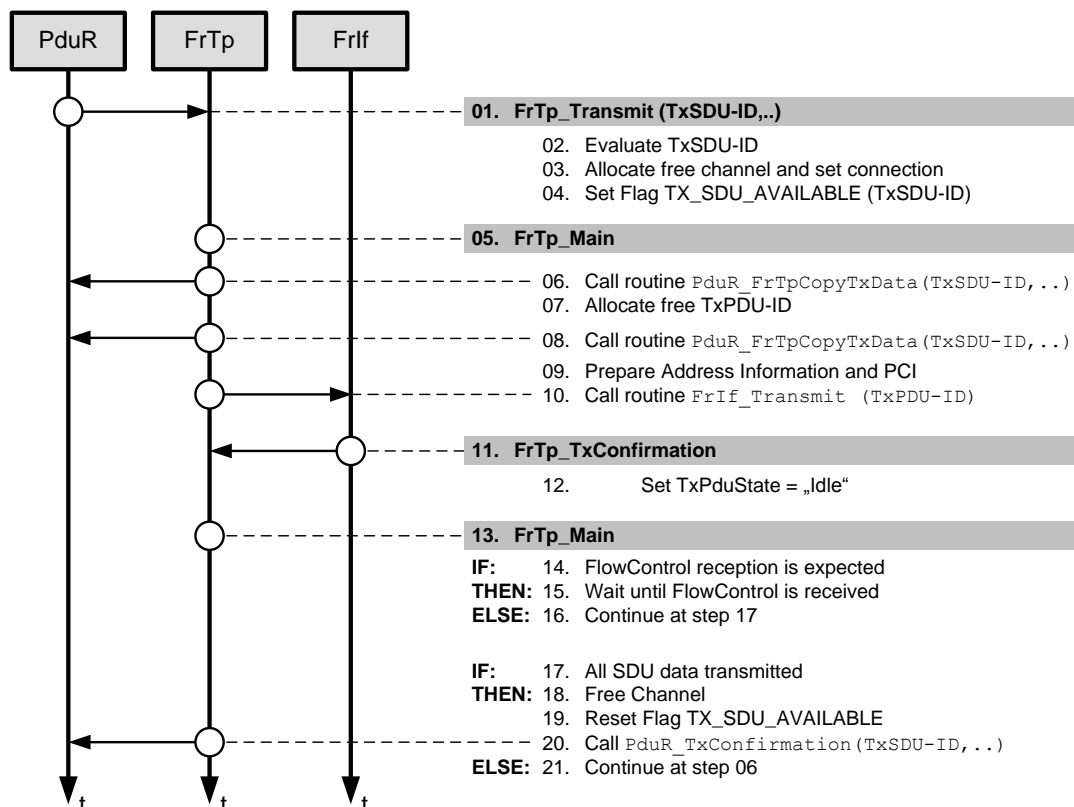 PduR FrTp FrIf
01. FrTp_Transmit (TxSDU-ID,..)
02. Evaluate TxSDU-ID
03. Allocate free channel and set connection
04. Set Flag TX_SDU_AVAILABLE (TxSDU-ID)
05. FrTp_Main
06. Call routine PduR_FrTpCopyTxData(TxSDU-ID,..)
07. Allocate free TxPDU-ID
08. Call routine PduR_FrTpCopyTxData(TxSDU-ID,..)
09. Prepare Address Information and PCI
10. Call routine FrIf_Transmit (TxPDU-ID)
11. FrTp_TxConfirmation
12. Set TxPduState = „Idle“
13. FrTp_Main
IF: 14. FlowControl reception is expected
THEN: 15. Wait until FlowControl is received
ELSE: 16. Continue at step 17
IF: 17. All SDU data transmitted
THEN: 18. Free Channel
19. Reset Flag TX_SDU_AVAILABLE
20. Call PduR_TxConfirmation(TxSDU-ID,..)
ELSE: 21. Continue at step 06
t t t